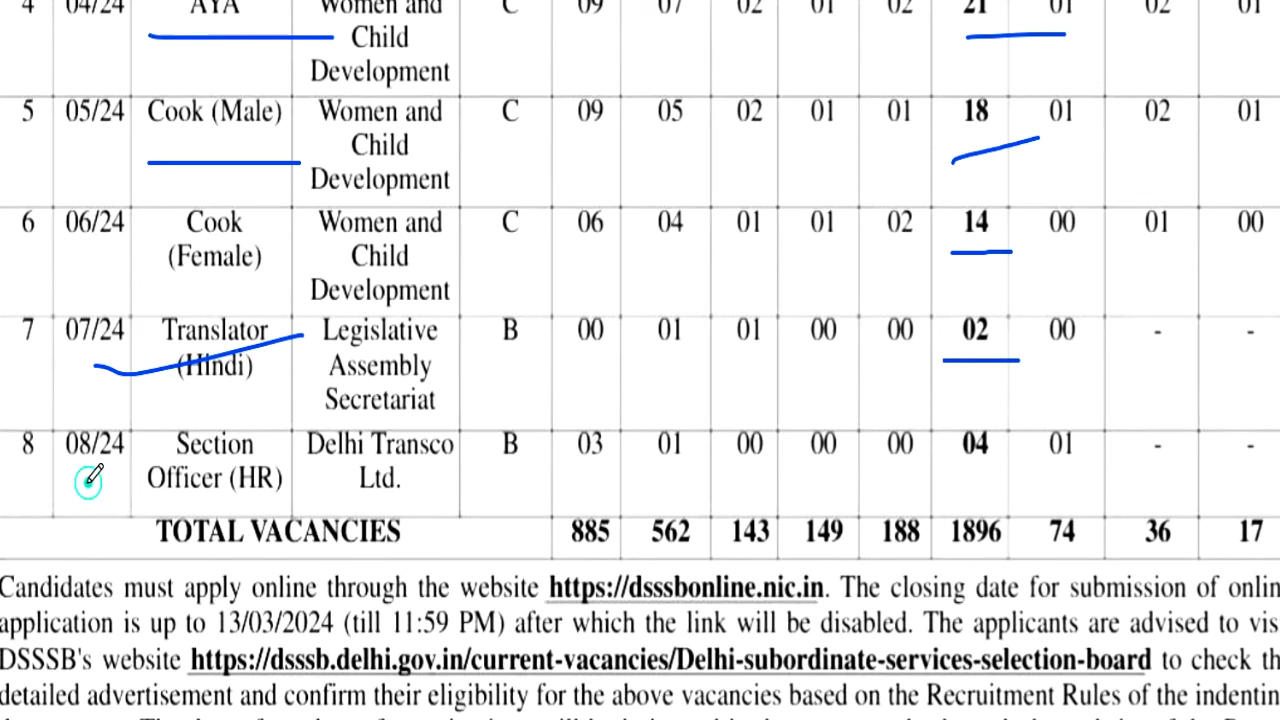 4 04/24 AYA Women and C 09 07 02 01 02 21 01 02 01
Child
Development
5 05/24 Cook (Male) Women and C 09 05 02 01 01 18 01 02 01
Child
Development
6 06/24 Cook Women and C 06 04 01 01 02 14 00 01 00
(Female) Child
Development
7 07/24 Translator Legislative B 00 01 01 00 00 02 00 - -
(Hindi) Assembly
Secretariat
8 08/24 Section Delhi Transco B 03 01 00 00 00 04 01 - -
Officer (HR) Ltd.
TOTAL VACANCIES 885 562 143 149 188 1896 74 36 17
Candidates must apply online through the website https://dsssbonline.nic.in. The closing date for submission of onlin
application is up to 13/03/2024 (till 11:59 PM) after which the link will be disabled. The applicants are advised to vis
DSSSB's website https://dsssb.delhi.gov.in/current-vacancies/Delhi-subordinate-services-selection-board to check th
detailed advertisement and confirm their eligibility for the above vacancies based on the Recruitment Rules of the indentin